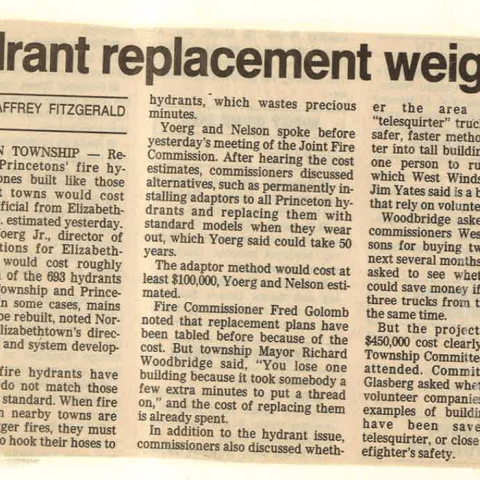 drant replacement weig
AFFREY FITZGERALD
N TOWNSHIP — Re-
Princetons' fire hy-
ones built like those
t towns would cost
ficial from Elizabeth-
. estimated yesterday.
oerg Jr., director of
tions for Elizabeth-
would cost roughly
l of the 693 hydrants
ownship and Prince-
n some cases, mains
be rebuilt, noted Nor-
lizabethtown's direc-
and system develop-
fire hydrants have
do not match those
standard. When fire
n nearby towns are
ger fires, they must
o hook their hoses to
hydrants, which wastes precious
minutes.
Yoerg and Nelson spoke before
yesterday's meeting of the Joint Fire
Commission. After hearing the cost
estimates, commissioners discussed
alternatives, such as permanently in-
stalling adaptors to all Princeton hy-
drants and replacing them with
standard models when they wear
out, which Yoerg said could take 50
years.
The adaptor method would cost at
least $100,000, Yoerg and Nelson esti-
mated.
Fire Commissioner Fred Golomb
noted that replacement plans have
been tabled before because of the
cost. But township Mayor Richard
Woodbridge said, "You lose one
building because it took somebody a
few extra minutes to put a thread
on," and the cost of replacing them
is already spent.
In addition to the hydrant issue,
commissioners also discussed wheth-
er the area
"telesquirter" truck
safer, faster metho
ter into tall building
one person to ru
which West Winds
Jim Yates said is a b
that rely on volunte
Woodbridge aske
commissioners Wes
sons for buying tw
next several months
asked to see wheth
could save money if
three trucks from t
the same time.
But the project
$450,000 cost clearly
Township Committe
attended. Committ
Glasberg asked whet
volunteer companies
examples of buildin
have been save
telesquirter, or close
efighter's safety.